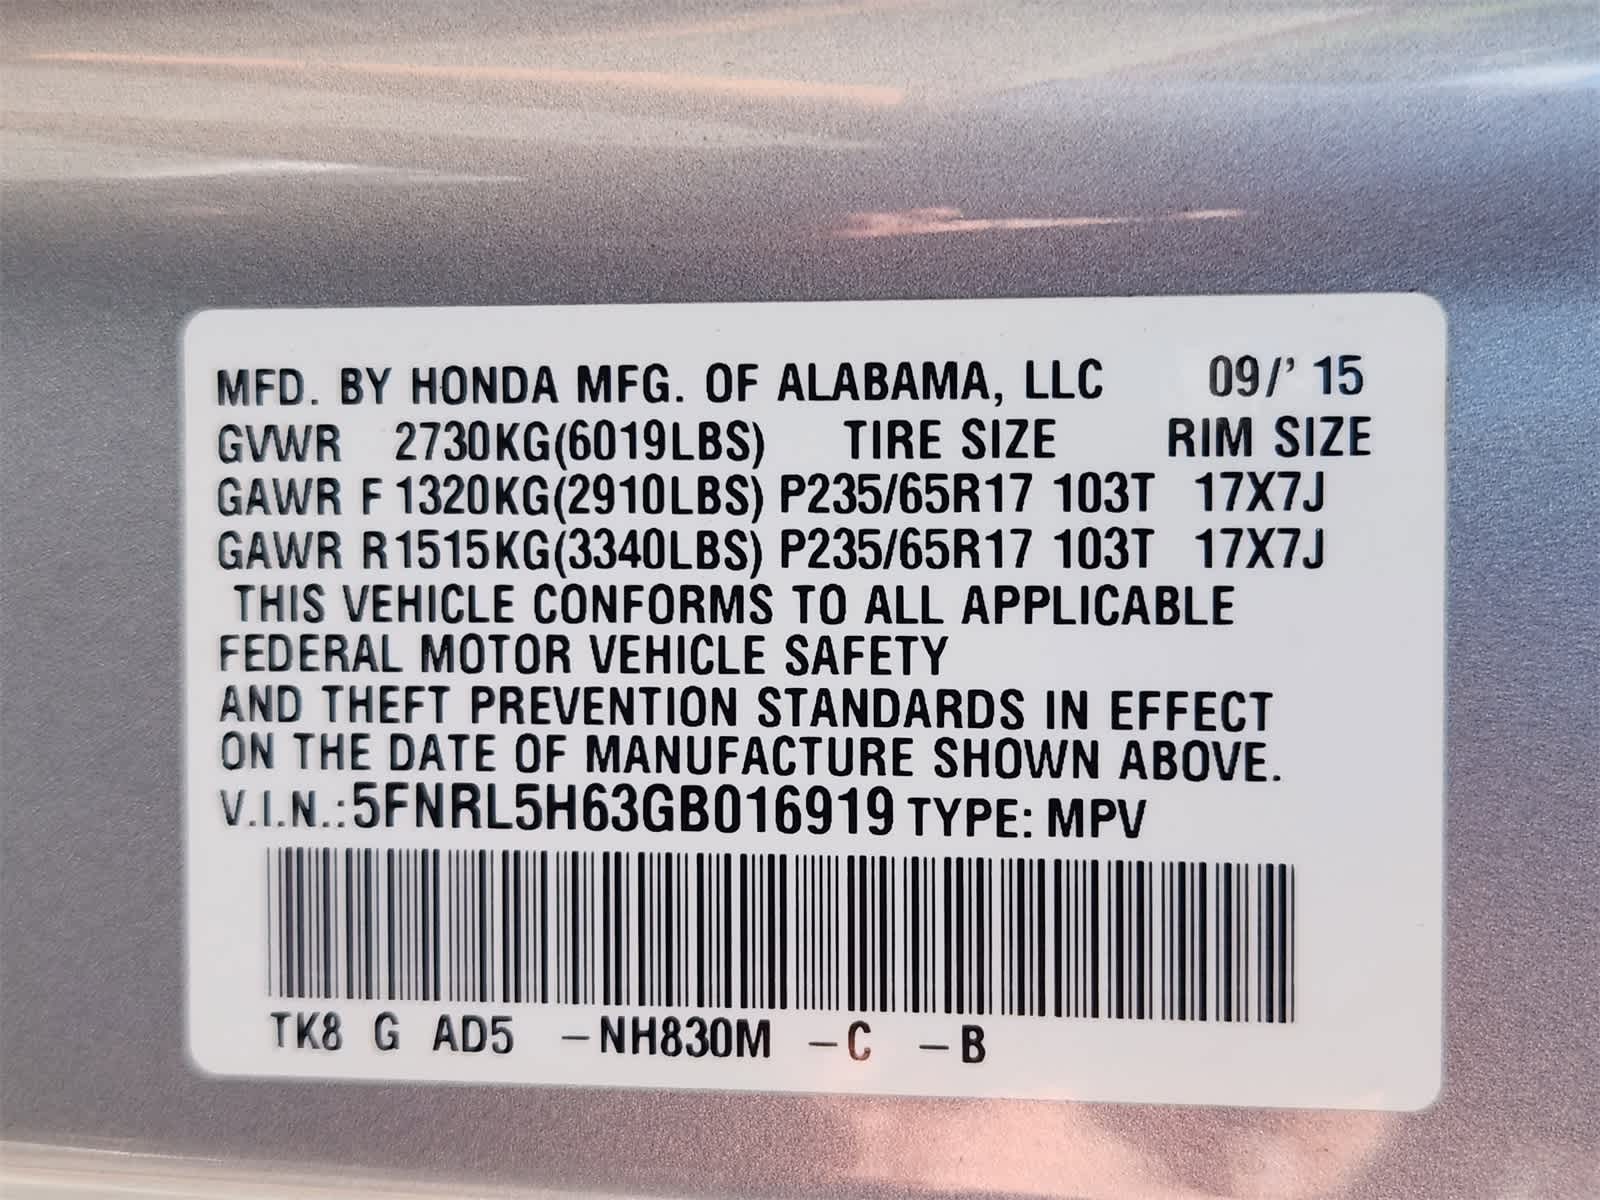 MFD. BY HONDA MFG. OF ALABAMA, LLC 09/' 15
GVWR 2730KG(6019LBS) TIRE SIZE RIM SIZE
GAWR F 1320KG(2910LBS) P235/65R17 103T 17X7J
GAWR R1515KG(3340LBS) P235/65R17 103T 17X7J
THIS VEHICLE CONFORMS TO ALL APPLICABLE
FEDERAL MOTOR VEHICLE SAFETY
AND THEFT PREVENTION STANDARDS IN EFFECT
ON THE DATE OF MANUFACTURE SHOWN ABOVE.
V.I.N.:5FNRL5H63GB016919 TYPE: MPV
TK8 G AD5 –NH830M –C –B